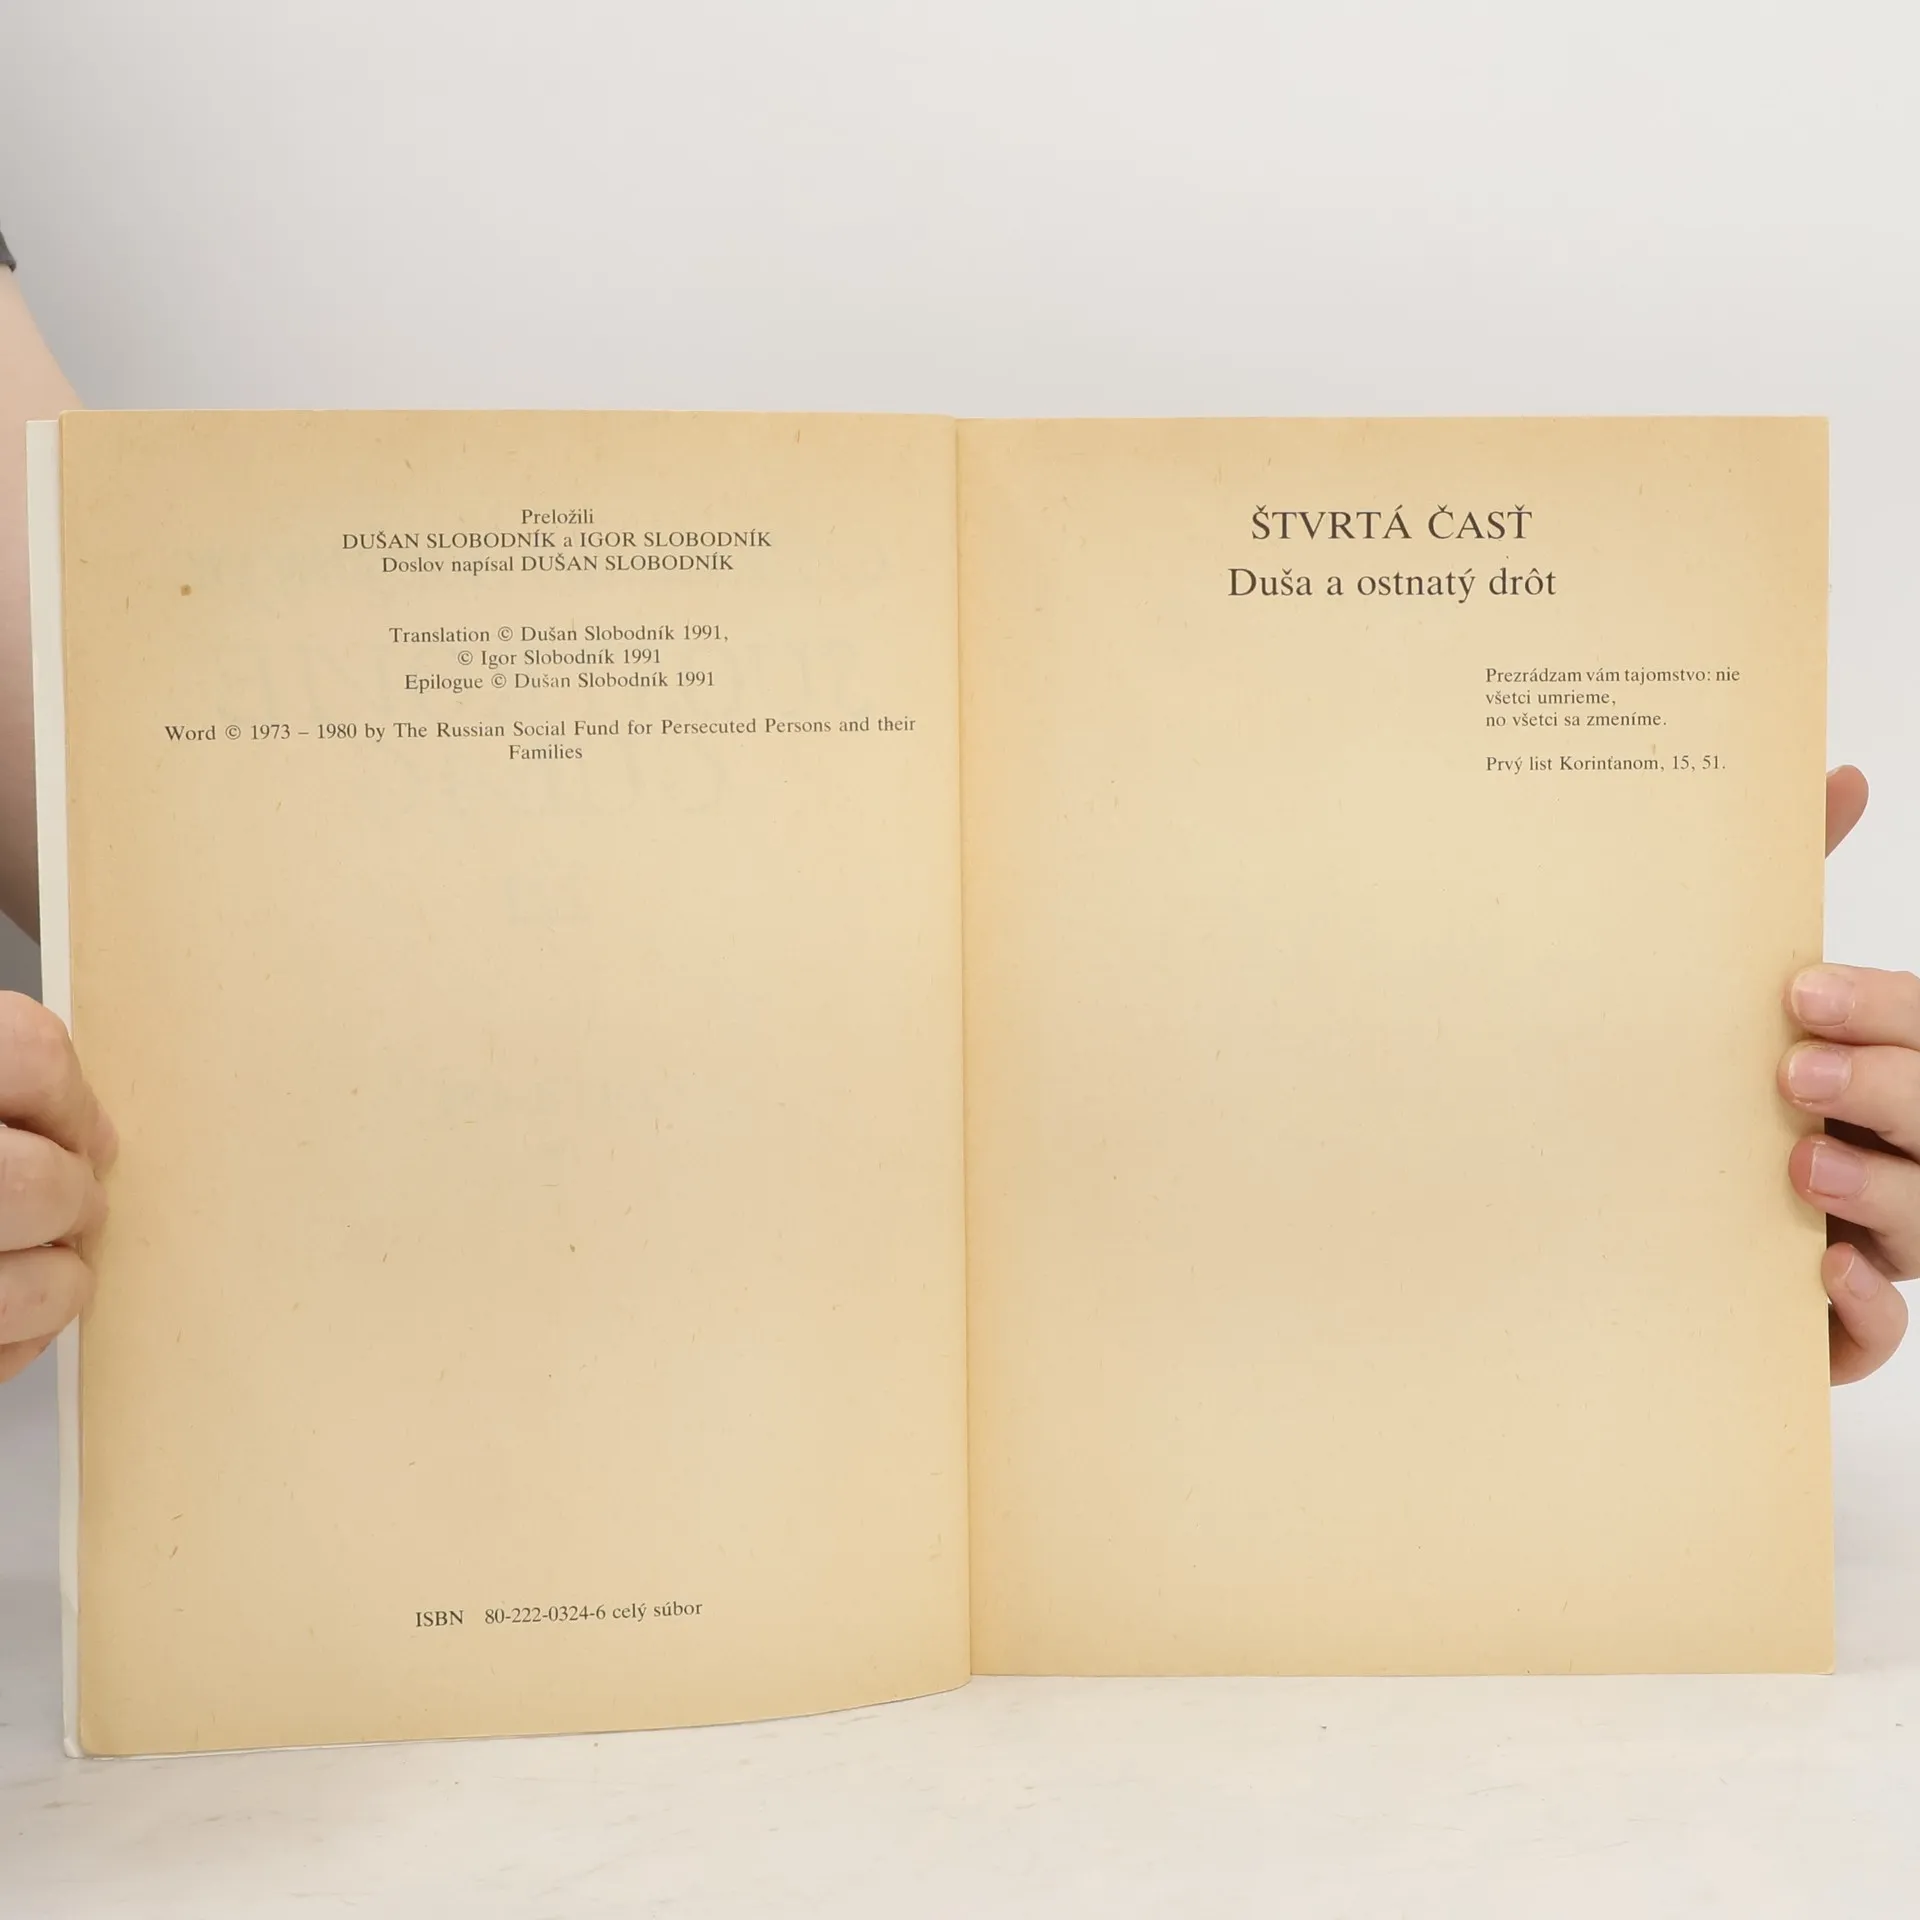 Preložili
DUŠAN SLOBODNÍK a IGOR SLOBODNÍK
Doslov napísal DUŠAN SLOBODNÍK
Translation © Dušan Slobodník 1991,
© Igor Slobodník 1991
Epilogue © Dušan Slobodník 1991
Word © 1973 – 1980 by The Russian Social Fund for Persecuted Persons and their
Families
ISBN 80-222-0324-6 celý súbor
ŠTVRTÁ ČASŤ
Duša a ostnatý drôt
Prezrádzam vám tajomstvo: nie
všetci umrieme,
no všetci sa zmeníme.
Prvý list Korinťanom, 15, 51.